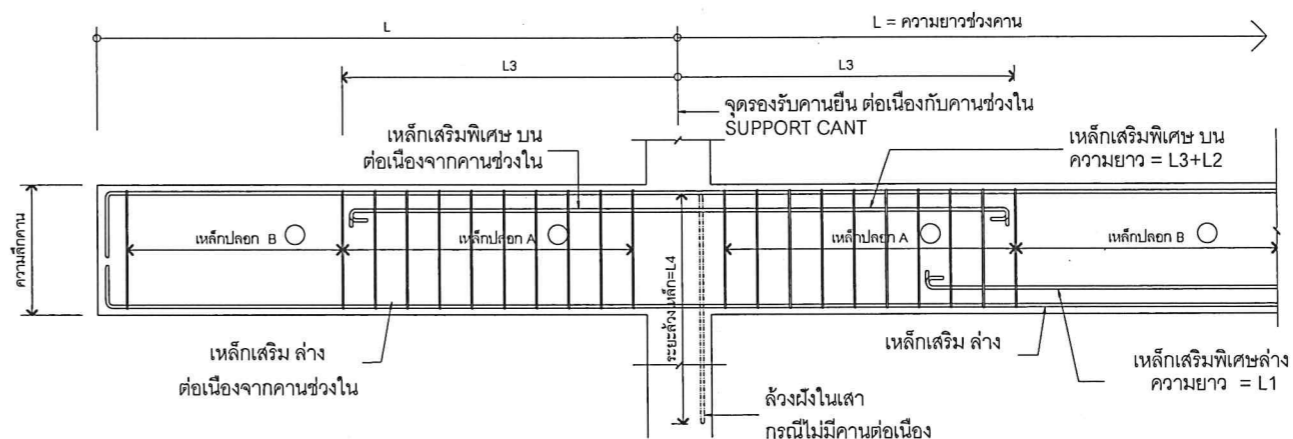 L
L = ความยาวช่วงคาน
L3
L3
จุดรองรับคานยืน ต่อเนื่องกับคานช่วงใน
SUPPORT CANT
เหล็กเสริมพิเศษ บน
ต่อเนื่องจากคานช่วงใน
เหล็กเสริมพิเศษ บน
ความยาว = L3+L2
ความลึกคาน
เหล็กปลอก B
เหล็กปลอก A
เหล็กปลอก A
เหล็กปลอก B
ระยะล้วงเหล็ก=L4
เหล็กเสริม ล่าง
ต่อเนื่องจากคานช่วงใน
เหล็กเสริม ล่าง
เหล็กเสริมพิเศษล่าง
ความยาว = L1
ล้วงฝังในเสา
กรณีไม่มีคานต่อเนื่อง